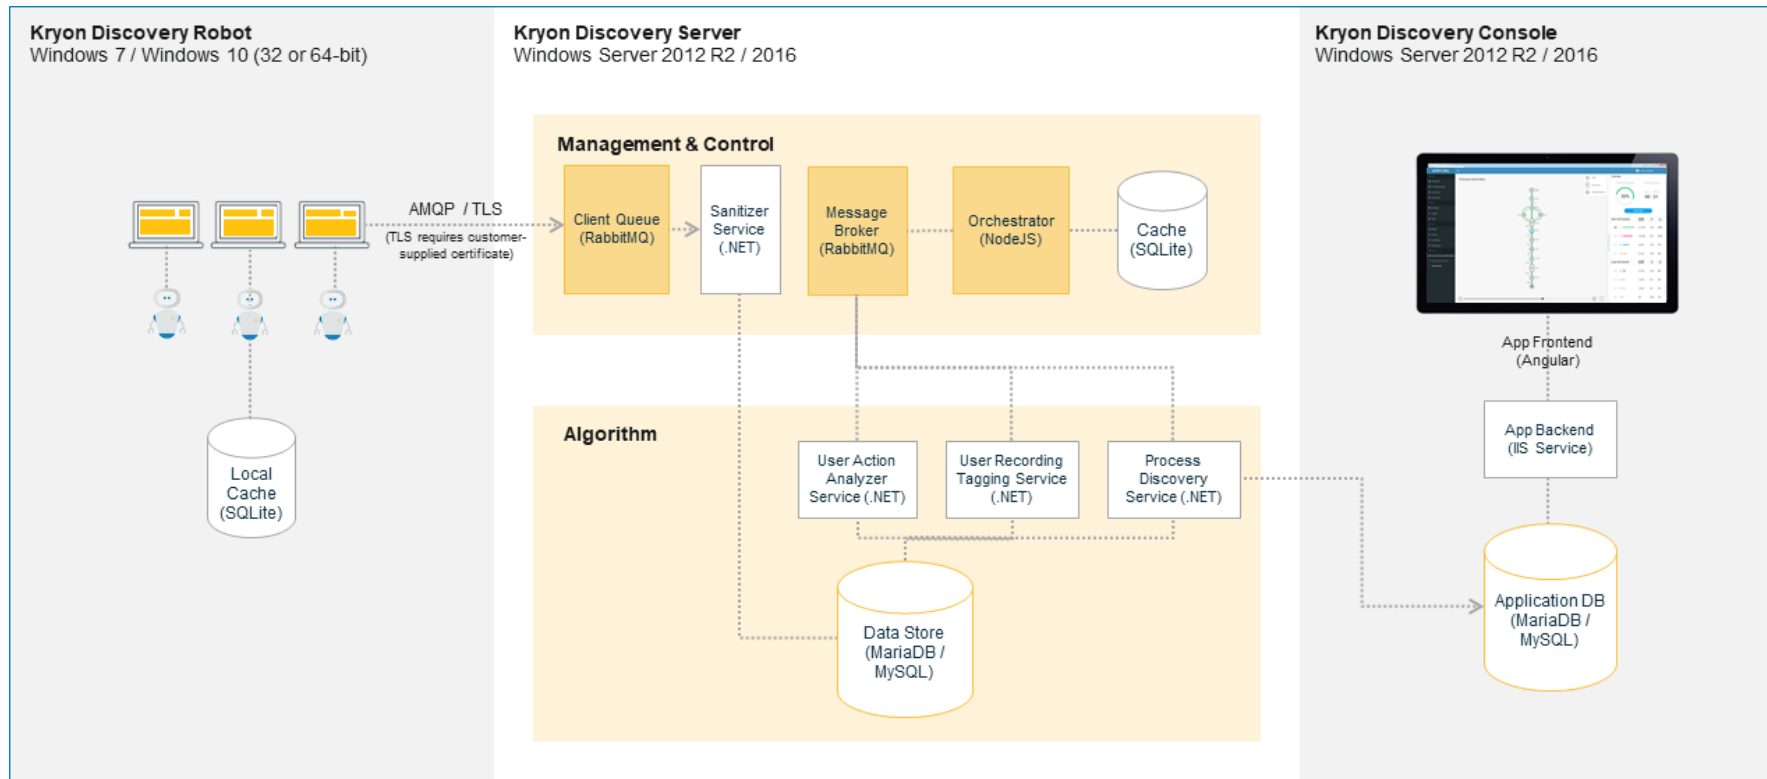 Kryon Discovery Robot
Windows 7 / Windows 10 (32 or 64-bit)
Kryon Discovery Server
Windows Server 2012 R2 / 2016
Kryon Discovery Console
Windows Server 2012 R2 / 2016
Management & Control
AMQP / TLS
(TLS requires customer-
supplied certificate)
Client Queue
(RabbitMQ)
Sanitizer
Service
(.NET)
Message
Broker
(RabbitMQ)
Orchestrator
(NodeJS)
Cache
(SQLite)
App Frontend
(Angular)
Local
Cache
(SQLite)
Algorithm
User Action
Analyzer
Service (.NET)
User Recording
Tagging Service
(.NET)
Process
Discovery
Service (.NET)
App Backend
(IIS Service)
Data Store
(MariaDB /
MySQL)
Application DB
(MariaDB /
MySQL)